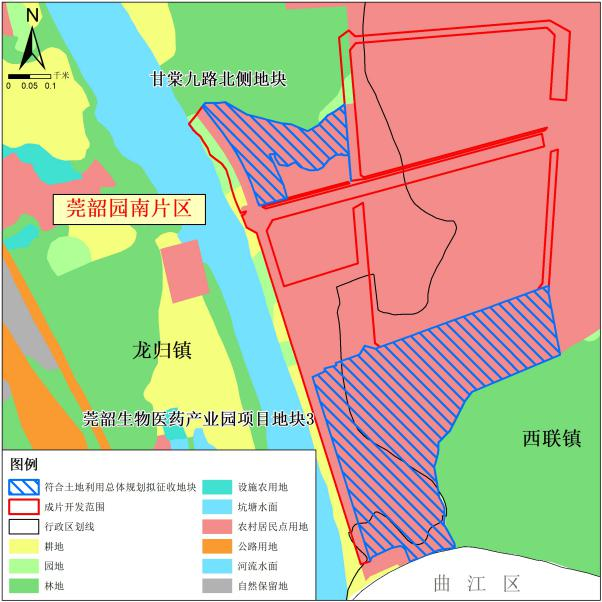 N
千米
0 0.05 0.1
甘棠九路北侧地块
莞韶园南片区
龙归镇
莞韶生物医药产业园项目地块3
西联镇
曲江区
图例
符合土地利用总体规划拟征收地块
成片开发范围
行政区划线
耕地
园地
林地
设施农用地
坑塘水面
农村居民点用地
公路用地
河流水面
自然保留地